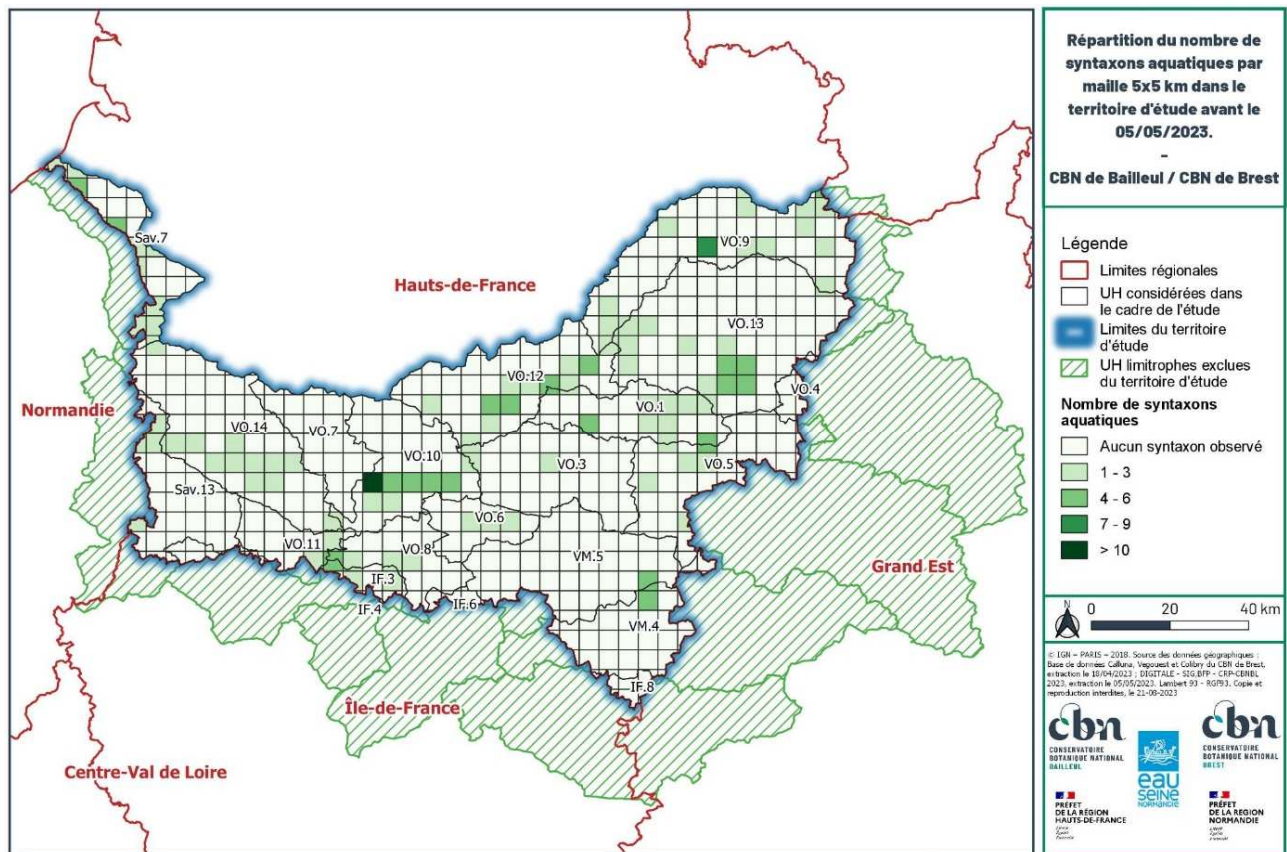 Sav.7
VO.9
Hauts-de-France
VO.13
VO.12
VO.4
Normandie
VO.1
VO.14
VO.7
VO.10
VO.3
VO.5
Sav.13
VO.6
VO.11
VO.8
VM.5
IF.3
Grand Est
IF.4
IF.6
VM.4
IF.8
Île-de-France
Centre-Val de Loire
Répartition du nombre de
syntaxons aquatiques par
maille 5x5 km dans le
territoire d'étude avant le
05/05/2023.
-
CBN de Bailleul / CBN de Brest
Légende
Limites régionales
UH considérées dans
le cadre de l'étude
Limites du territoire
d'étude
UH limitrophes exclues
du territoire d'étude
Nombre de syntaxons
aquatiques
Aucun syntaxon observé
1 - 3
4 - 6
7 - 9
> 10
N
0 20 40 km
© IGN – PARIS – 2018. Source des données géographiques :
Base de données Calluna, Vegouest et Colibry du CBN de Brest,
extraction le 18/04/2023 ; DIGITALE - SIG,BFP - CRP-CBNBL
2023, extraction le 05/05/2023. Lambert 93 - RGF93. Copie et
reproduction interdites, le 21-08-2023
cbn
CONSERVATOIRE
BOTANIQUE NATIONAL
BAILLEUL
eau
SEINE
NORMANDIE
cbn
CONSERVATOIRE
BOTANIQUE NATIONAL
BREST
PRÉFET
DE LA RÉGION
HAUTS-DE-FRANCE
PRÉFET
DE LA RÉGION
NORMANDIE